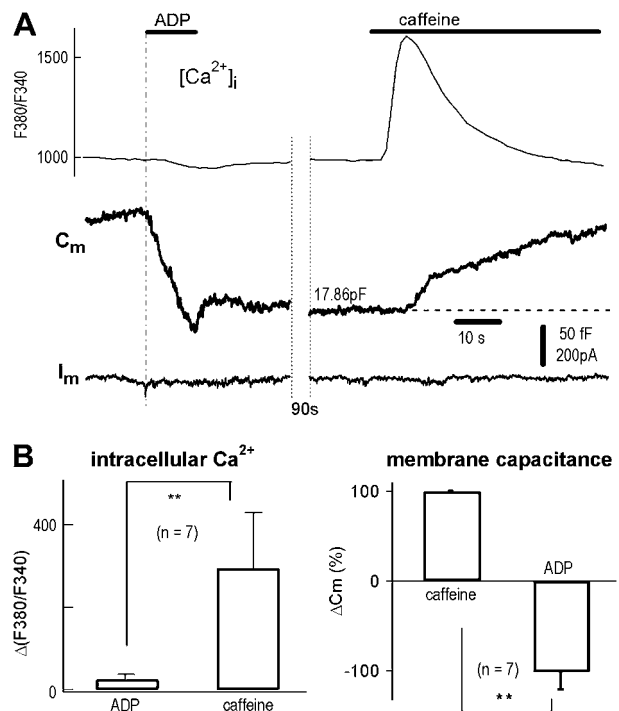 A
ADP
caffeine
1500
[Ca²⁺]i
F380/F340
1000
Cm
17.86pF
10 s
50 fF
200pA
Im
90s
B
intracellular Ca²⁺
membrane capacitance
**
(n = 7)
400
0
Δ(F380/F340)
ADP
caffeine
100
0
-100
ΔCm (%)
ADP
caffeine
(n = 7)
**